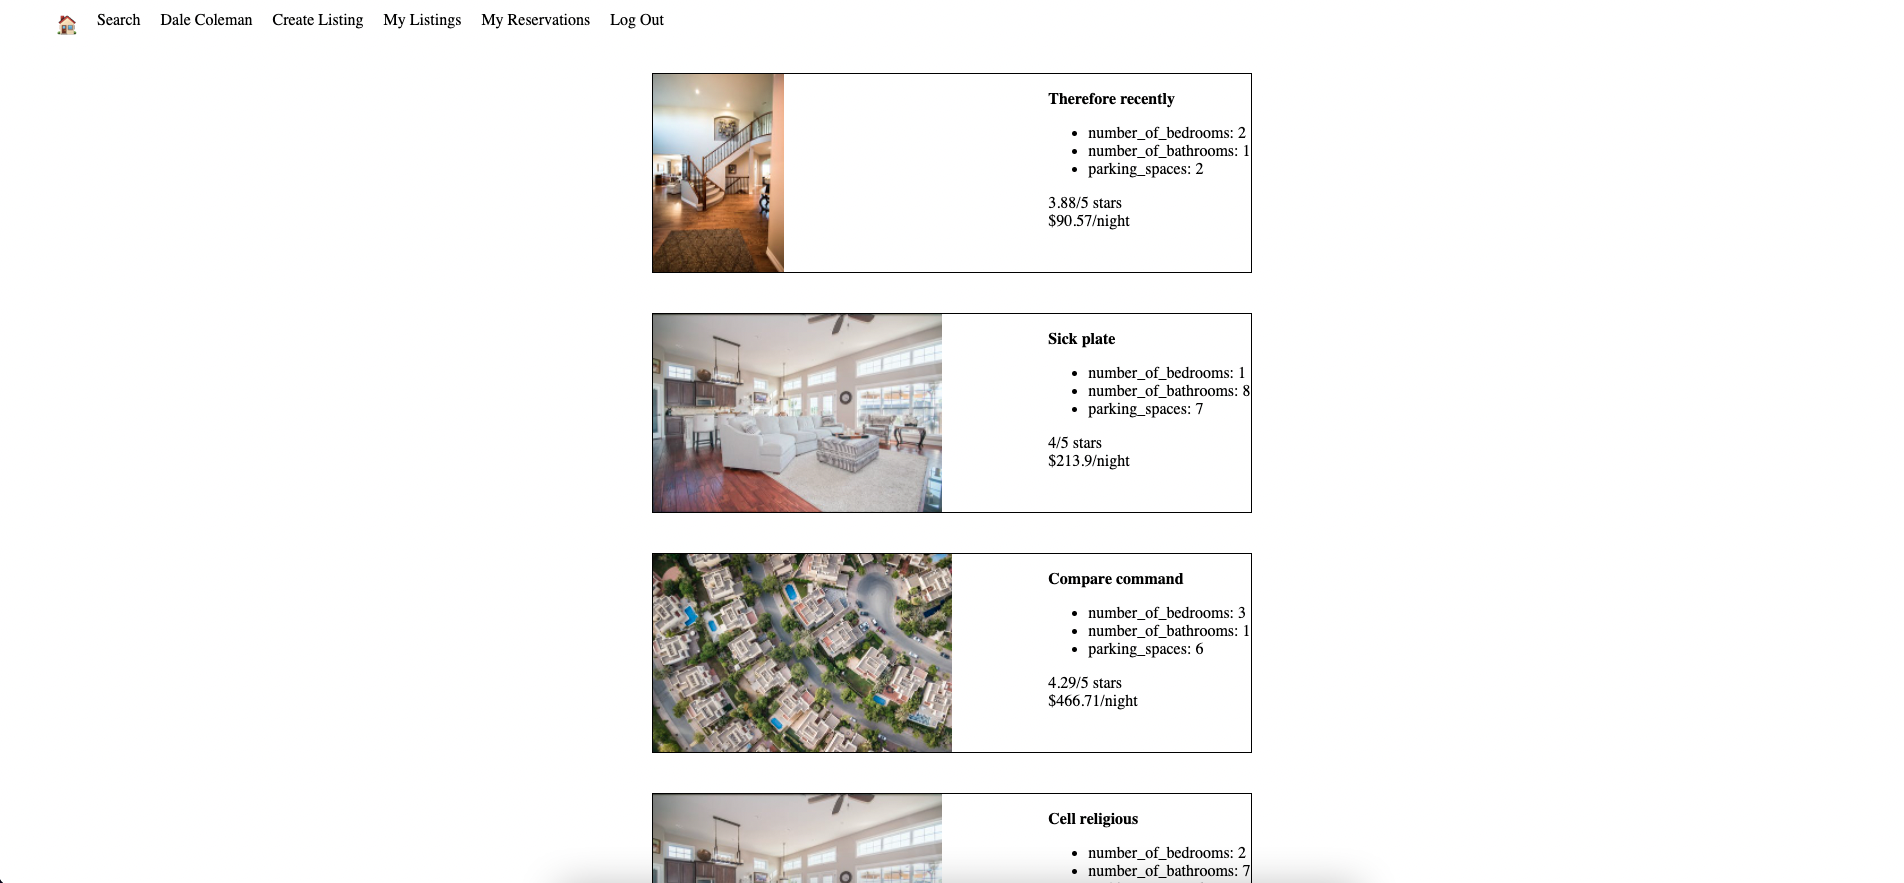 Search Dale Coleman Create Listing My Listings My Reservations Log Out
Therefore recently
number_of_bedrooms: 2
number_of_bathrooms: 1
parking_spaces: 2
3.88/5 stars
$90.57/night
Sick plate
number_of_bedrooms: 1
number_of_bathrooms: 8
parking_spaces: 7
4/5 stars
$213.9/night
Compare command
number_of_bedrooms: 3
number_of_bathrooms: 1
parking_spaces: 6
4.29/5 stars
$466.71/night
Cell religious
number_of_bedrooms: 2
number_of_bathrooms: 7